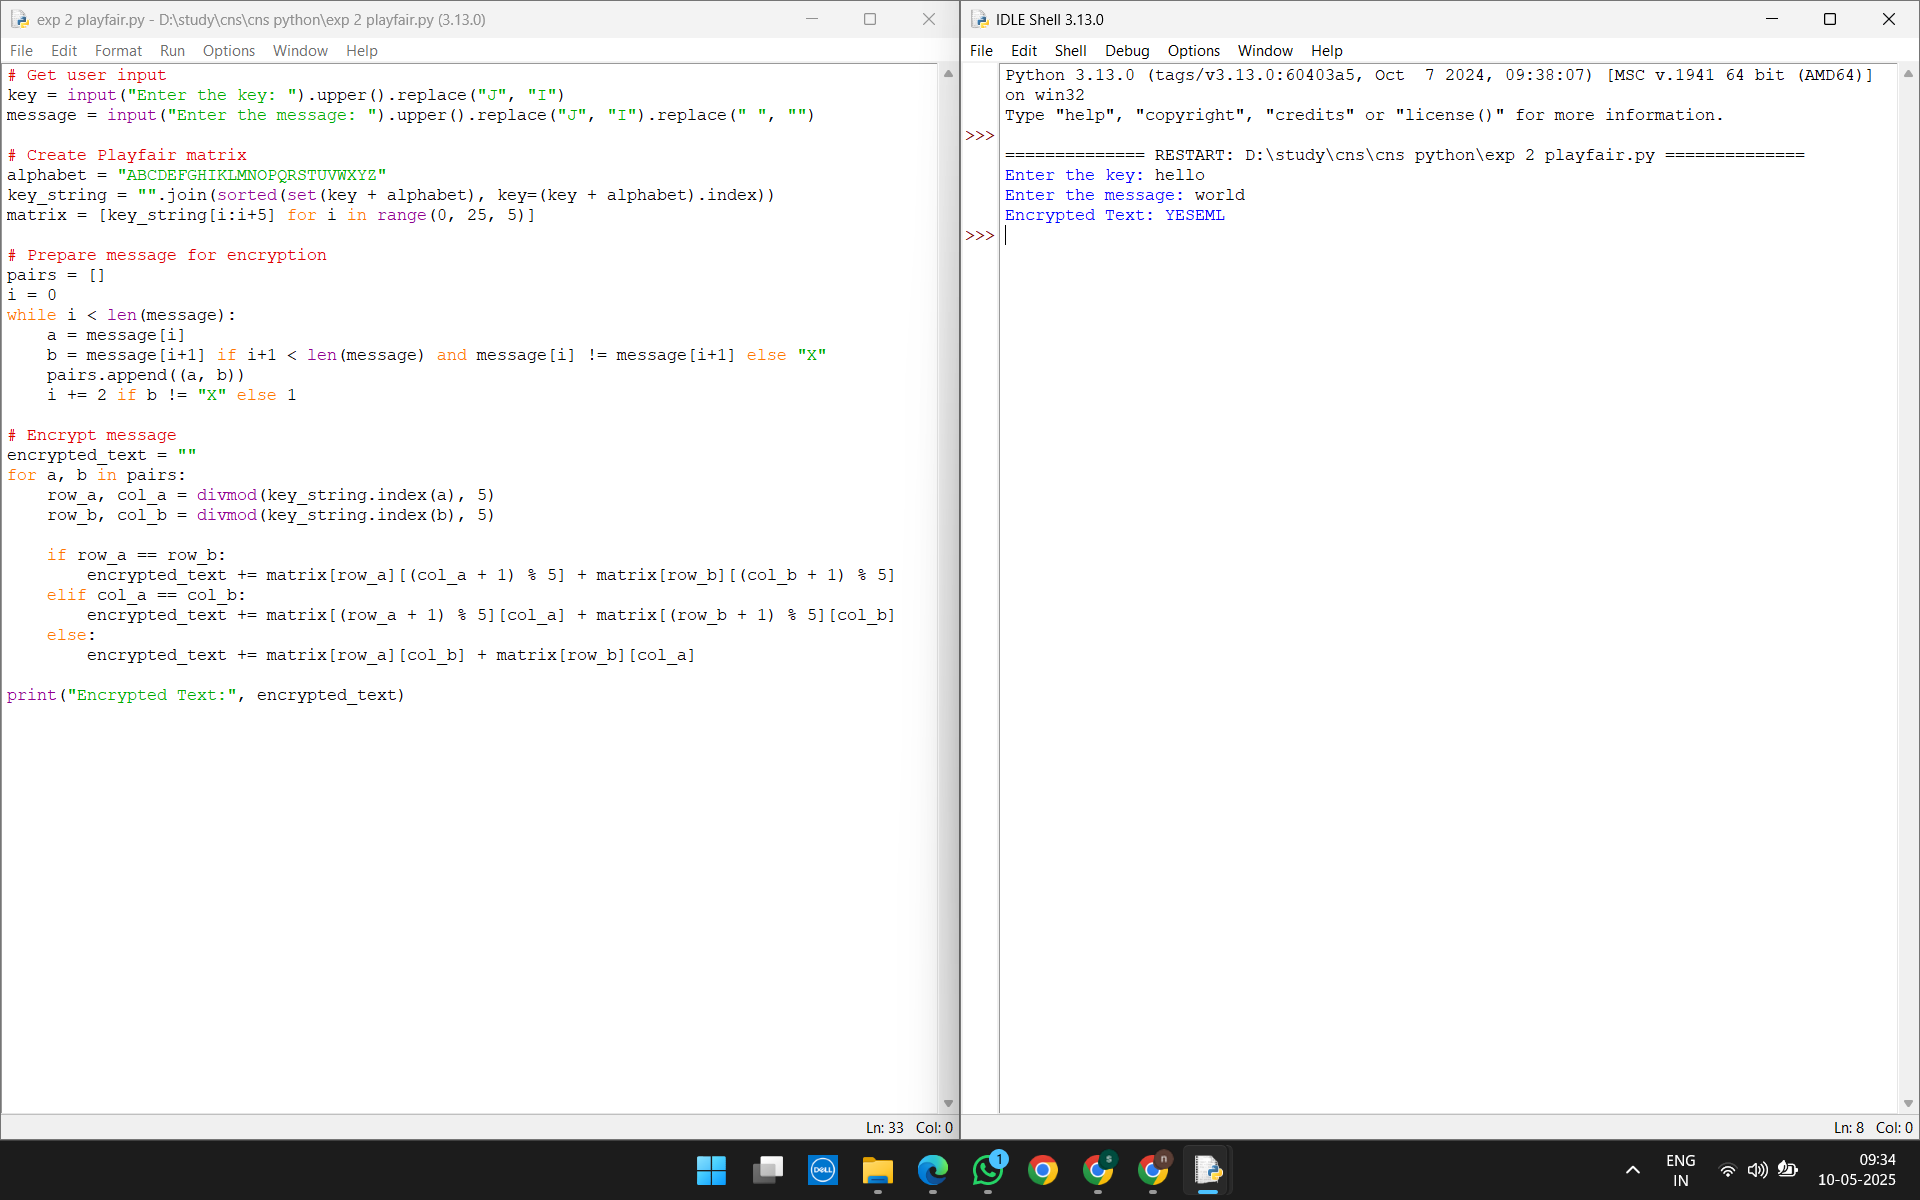 exp 2 playfair.py - D:\study\cns\cns python\exp 2 playfair.py (3.13.0)
File Edit Format Run Options Window Help
# Get user input
key = input("Enter the key: ").upper().replace("J", "I")
message = input("Enter the message: ").upper().replace("J", "I").replace(" ", "")
# Create Playfair matrix
alphabet = "ABCDEFGHIKLMNOPQRSTUVWXYZ"
key_string = "".join(sorted(set(key + alphabet), key=(key + alphabet).index))
matrix = [key_string[i:i+5] for i in range(0, 25, 5)]
# Prepare message for encryption
pairs = []
i = 0
while i < len(message):
    a = message[i]
    b = message[i+1] if i+1 < len(message) and message[i] != message[i+1] else "X"
    pairs.append((a, b))
    i += 2 if b != "X" else 1
# Encrypt message
encrypted_text = ""
for a, b in pairs:
    row_a, col_a = divmod(key_string.index(a), 5)
    row_b, col_b = divmod(key_string.index(b), 5)
    if row_a == row_b:
        encrypted_text += matrix[row_a][(col_a + 1) % 5] + matrix[row_b][(col_b + 1) % 5]
    elif col_a == col_b:
        encrypted_text += matrix[(row_a + 1) % 5][col_a] + matrix[(row_b + 1) % 5][col_b]
    else:
        encrypted_text += matrix[row_a][col_b] + matrix[row_b][col_a]
print("Encrypted Text:", encrypted_text)
Ln: 33 Col: 0
IDLE Shell 3.13.0
File Edit Shell Debug Options Window Help
Python 3.13.0 (tags/v3.13.0:60403a5, Oct  7 2024, 09:38:07) [MSC v.1941 64 bit (AMD64)]
on win32
Type "help", "copyright", "credits" or "license()" for more information.
>>>
============== RESTART: D:\study\cns\cns python\exp 2 playfair.py ==============
Enter the key: hello
Enter the message: world
Encrypted Text: YESEML
>>>
Ln: 8 Col: 0
DELL
1
s
n
ENG
IN
09:34
10-05-2025